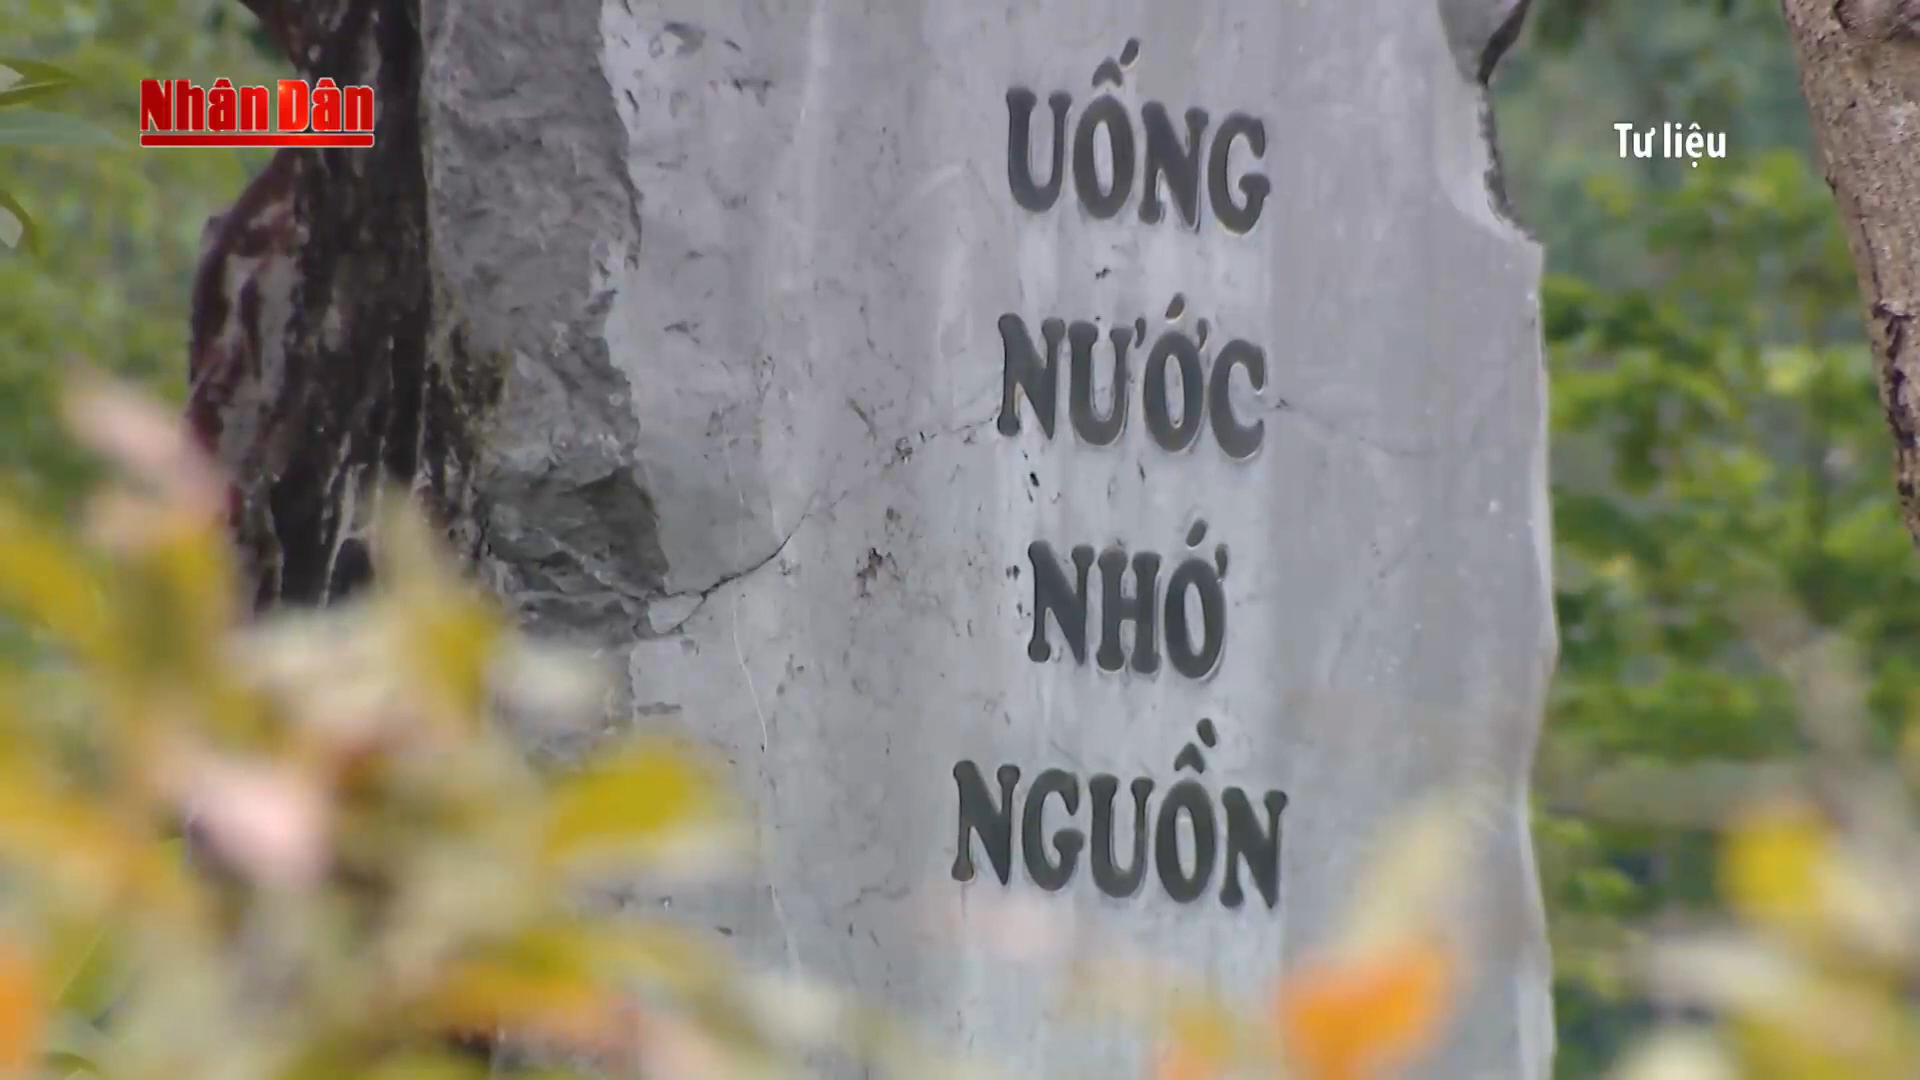 Nhân Dân
Tư liệu
UỐNG
NƯỚC
NHỚ
NGUỒN